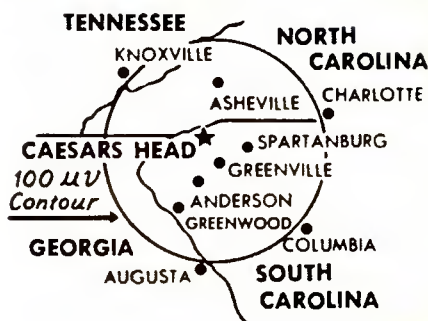 TENNESSEE
KNOXVILLE
NORTH
CAROLINA
ASHEVILLE
CHARLOTTE
CAESARS HEAD
SPARTANBURG
GREENVILLE
100 µV
Contour
ANDERSON
GREENWOOD
GEORGIA
COLUMBIA
AUGUSTA
SOUTH
CAROLINA